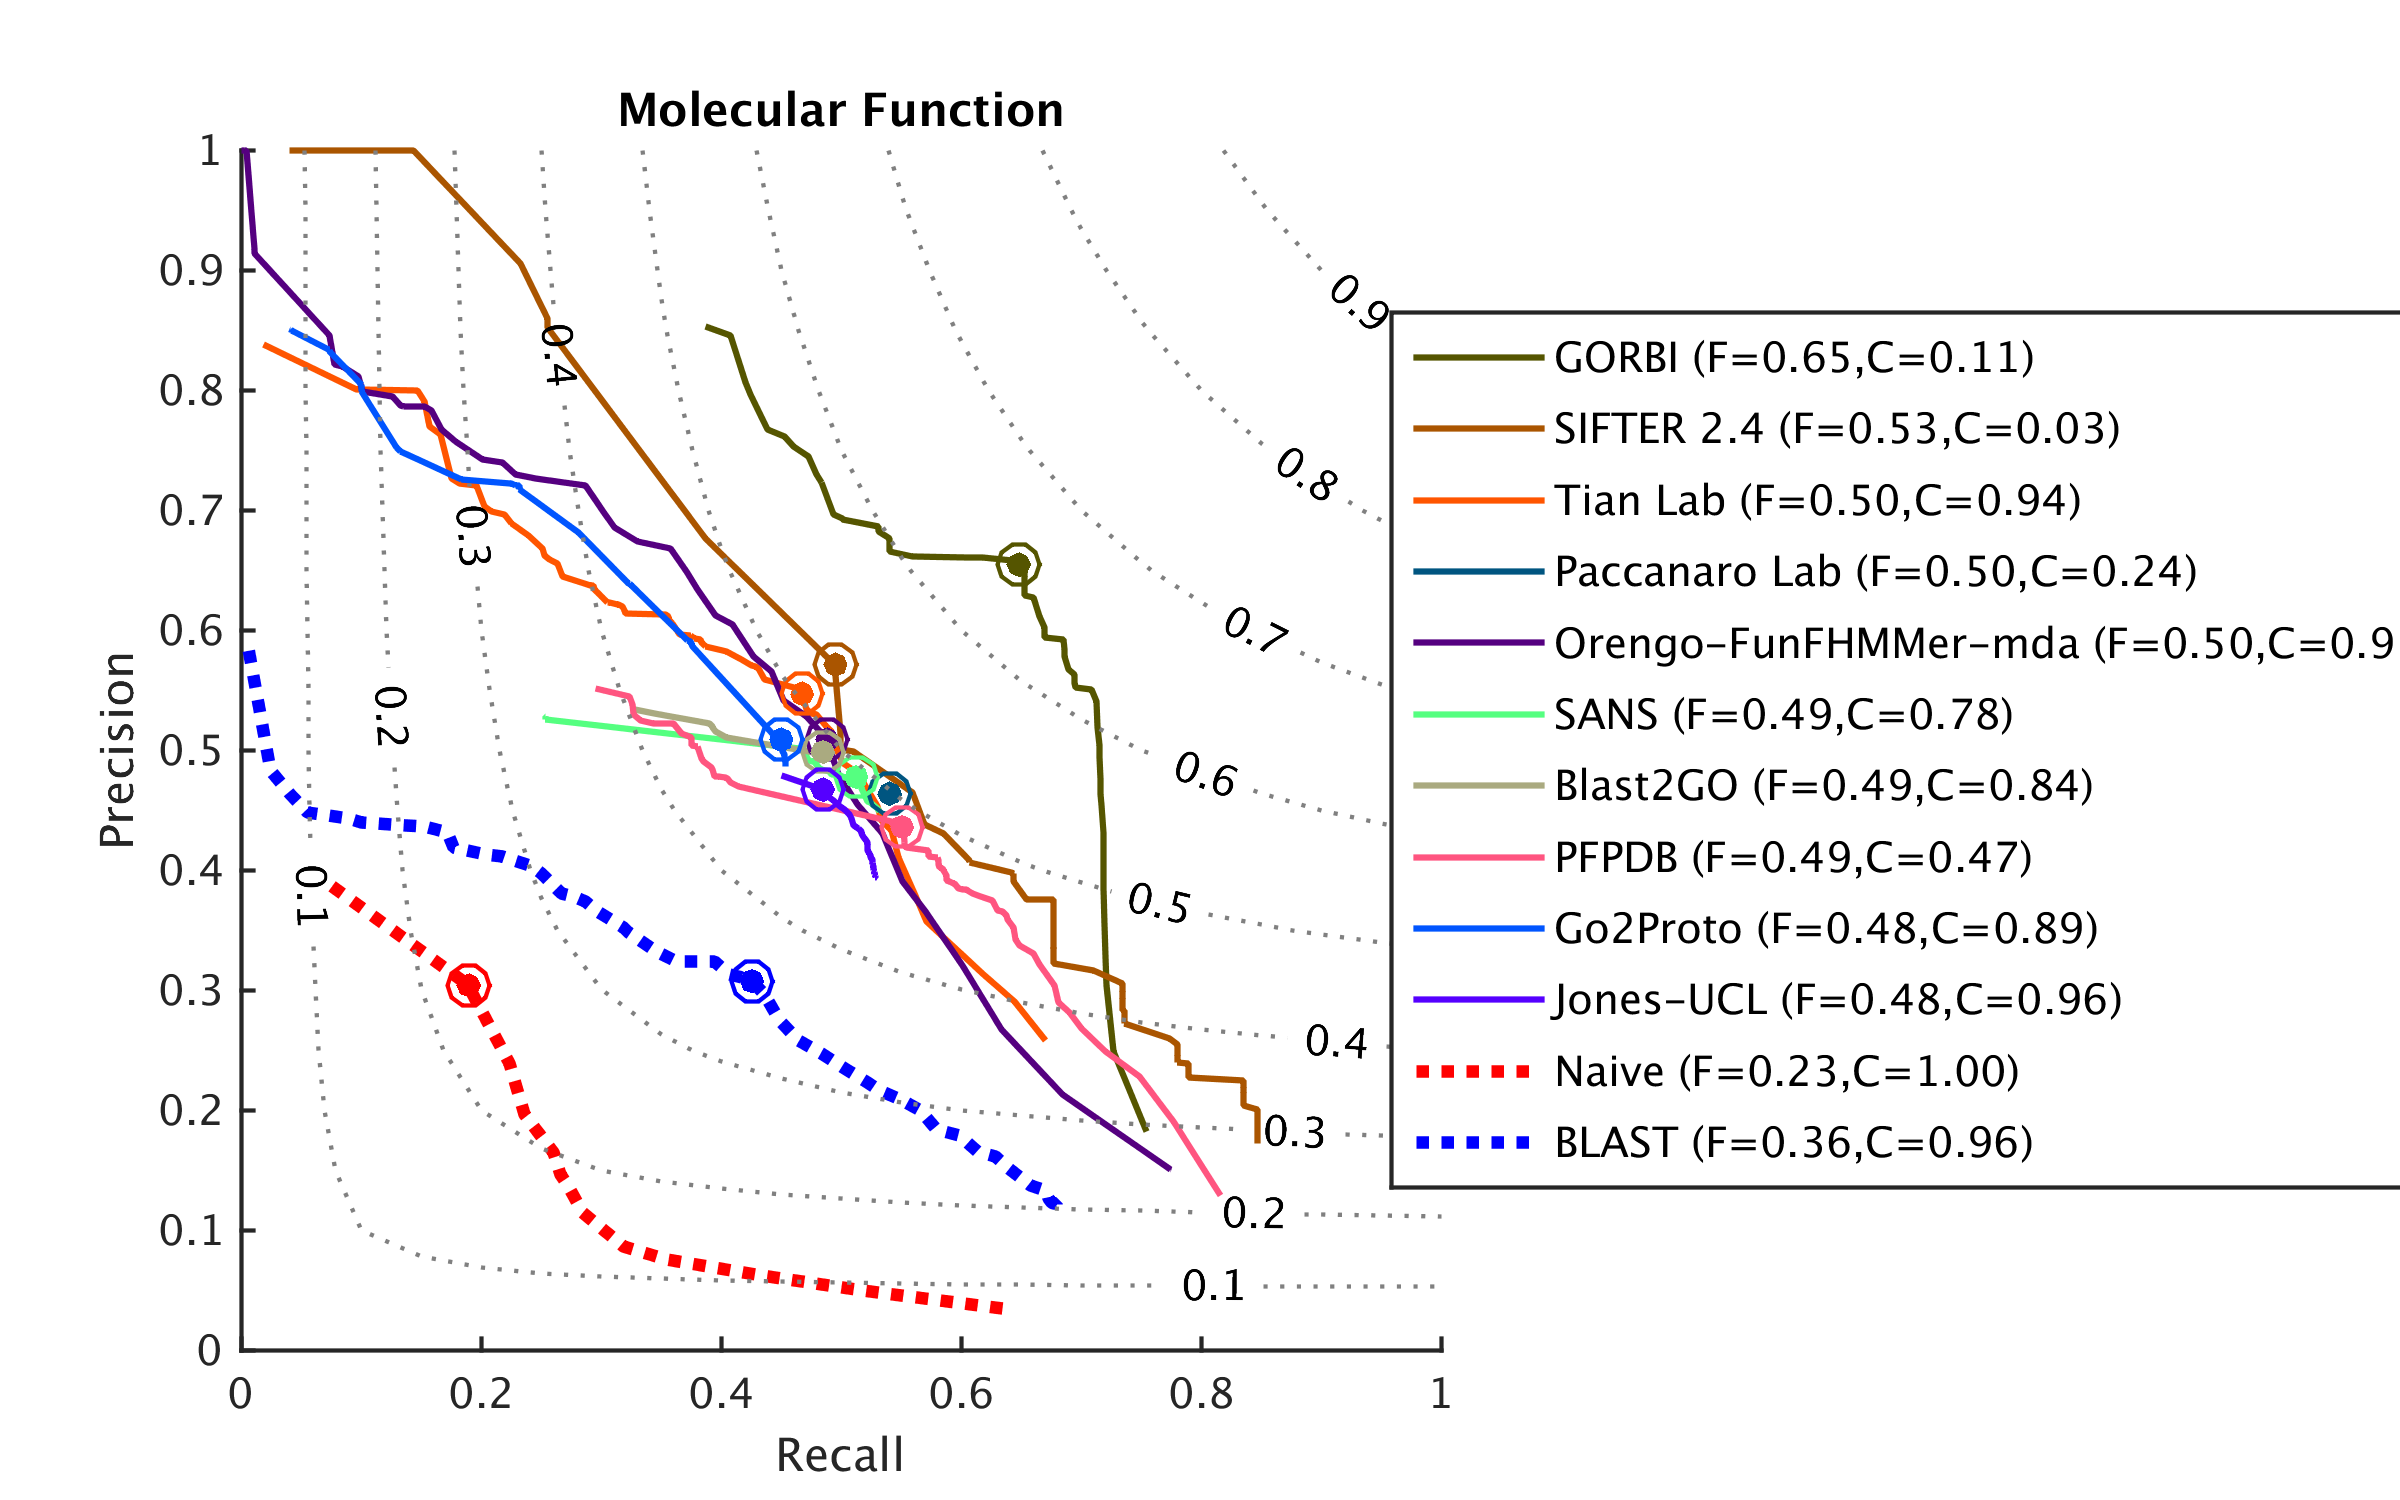 Molecular Function
Precision
1
0.9
0.8
0.7
0.6
0.5
0.4
0.3
0.2
0.1
0
0
0.2
0.4
0.6
0.8
1
Recall
0.4
0.3
0.2
0.1
0.9
0.8
0.7
0.6
0.5
0.4
0.3
0.2
0.1
GORBI (F=0.65,C=0.11)
SIFTER 2.4 (F=0.53,C=0.03)
Tian Lab (F=0.50,C=0.94)
Paccanaro Lab (F=0.50,C=0.24)
Orengo-FunFHMMer-mda (F=0.50,C=0.9
SANS (F=0.49,C=0.78)
Blast2GO (F=0.49,C=0.84)
PFPDB (F=0.49,C=0.47)
Go2Proto (F=0.48,C=0.89)
Jones-UCL (F=0.48,C=0.96)
Naive (F=0.23,C=1.00)
BLAST (F=0.36,C=0.96)